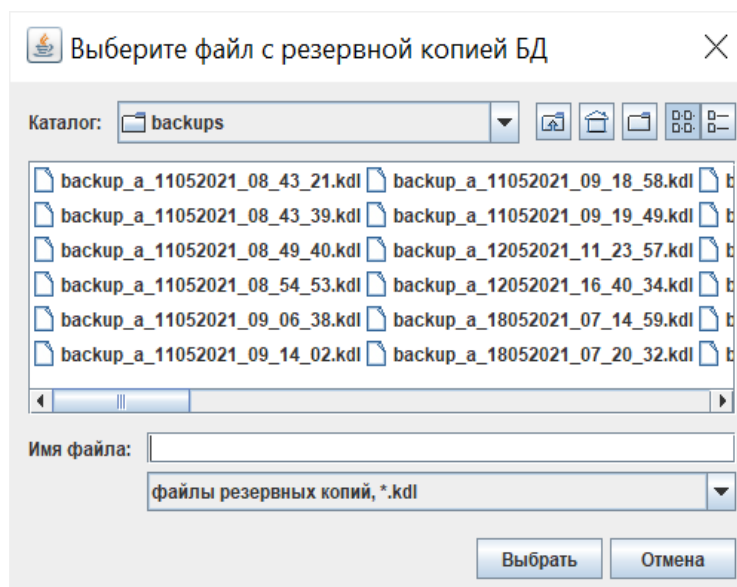 Выберите файл с резервной копией БД
Каталог: backups
backup_a_11052021_08_43_21.kdl backup_a_11052021_09_18_58.kdl b
backup_a_11052021_08_43_39.kdl backup_a_11052021_09_19_49.kdl b
backup_a_11052021_08_49_40.kdl backup_a_12052021_11_23_57.kdl b
backup_a_11052021_08_54_53.kdl backup_a_12052021_16_40_34.kdl b
backup_a_11052021_09_06_38.kdl backup_a_18052021_07_14_59.kdl b
backup_a_11052021_09_14_02.kdl backup_a_18052021_07_20_32.kdl b
Имя файла:
файлы резервных копий, *.kdl
Выбрать Отмена